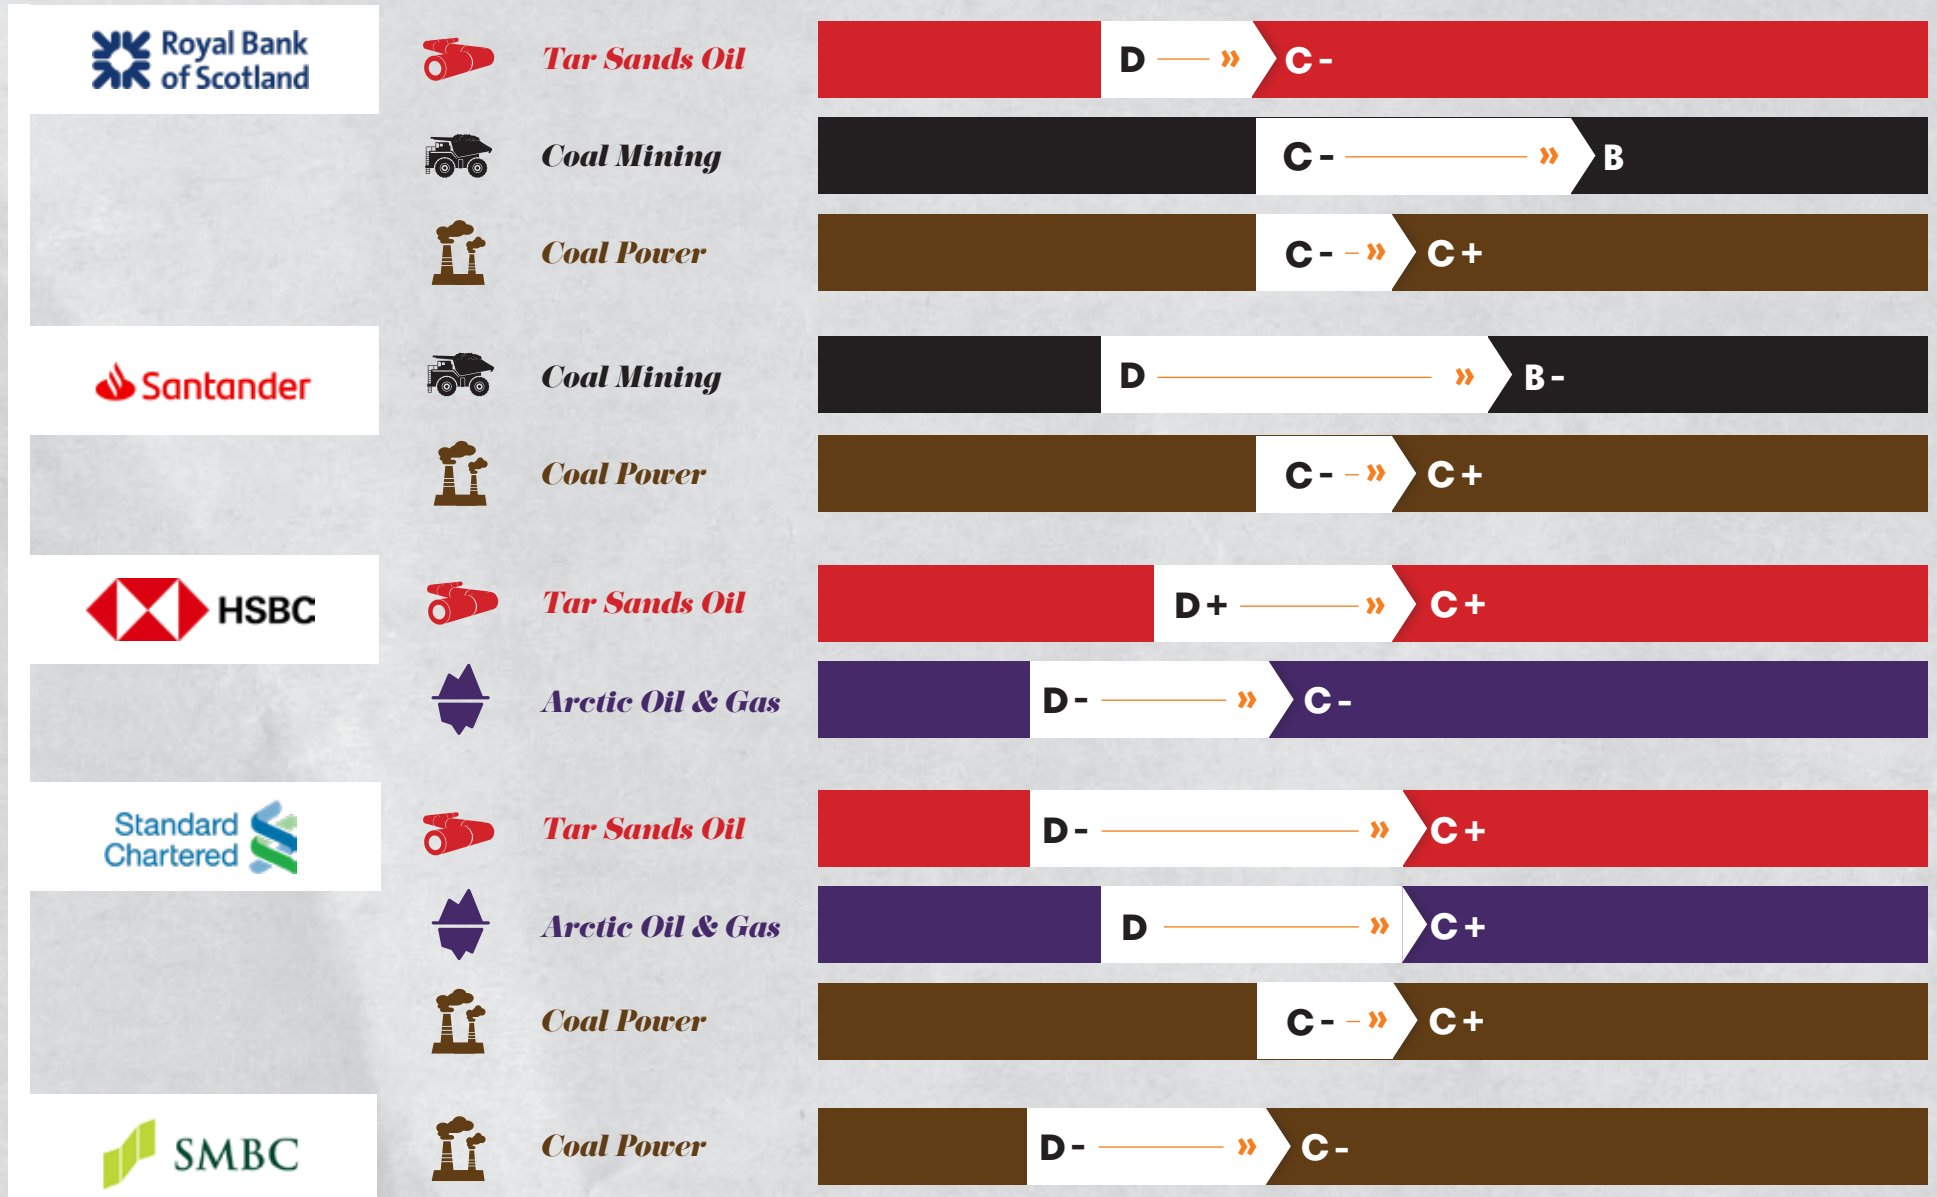 Royal Bank
of Scotland
Tar Sands Oil D » C-
Coal Mining C- » B
Coal Power C- » C+
Santander
Coal Mining D » B-
Coal Power C- » C+
HSBC
Tar Sands Oil D+ » C+
Arctic Oil & Gas D- » C-
Standard
Chartered
Tar Sands Oil D- » C+
Arctic Oil & Gas D » C+
Coal Power C- » C+
SMBC
Coal Power D- » C-